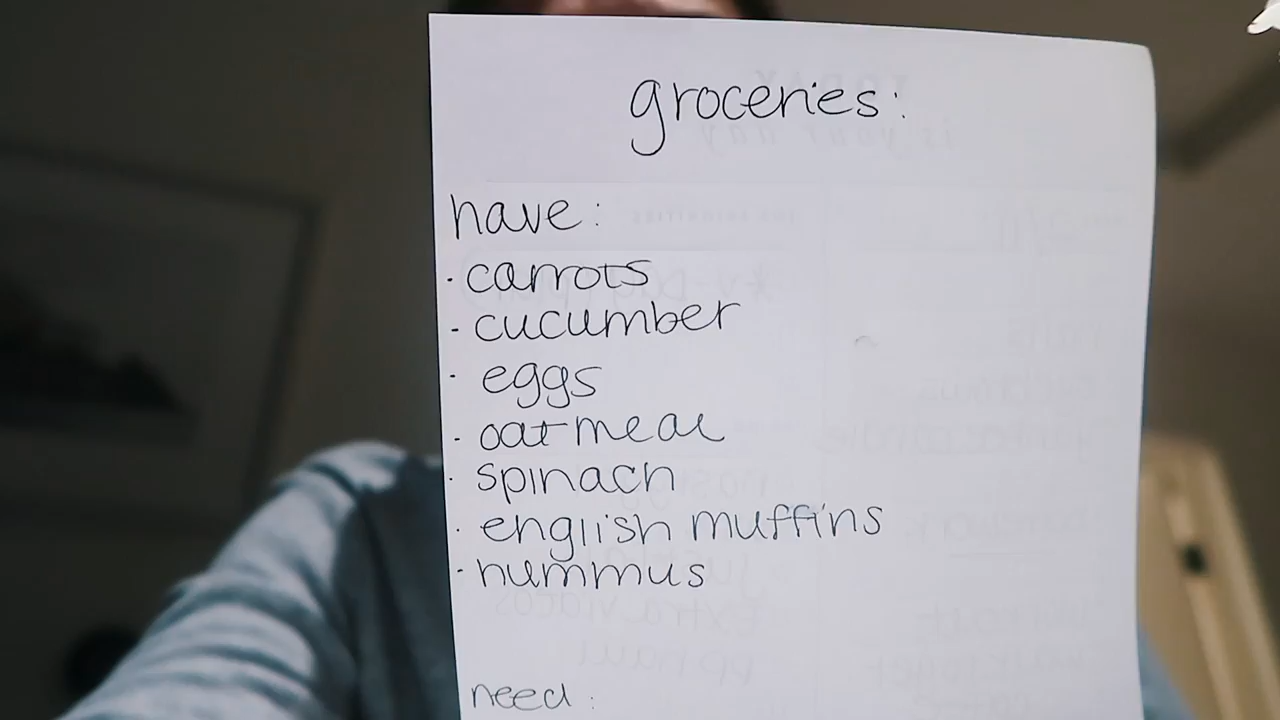 groceries:
have:
· carrots
· cucumber
· eggs
· oatmeal
· spinach
· english muffins
· hummus
need: